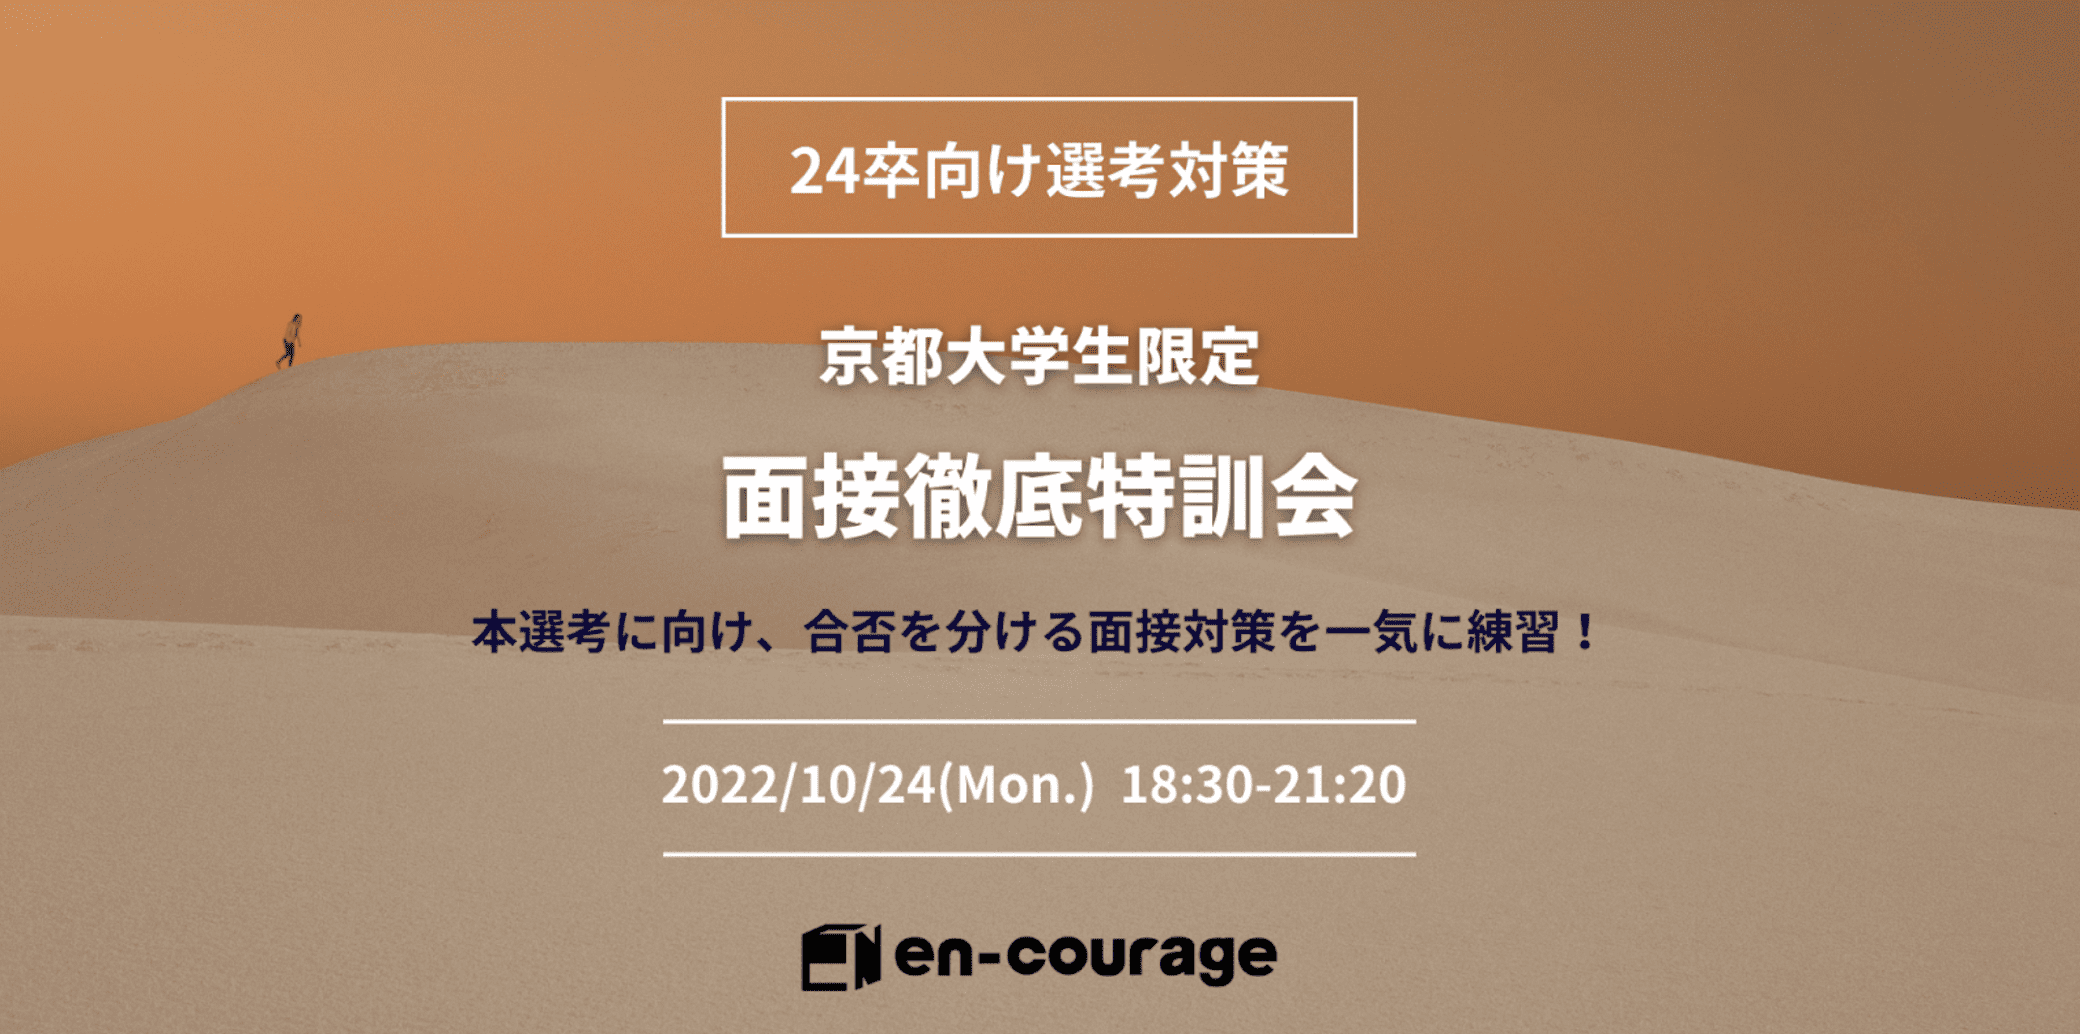 24卒向け選考対策
京都大学生限定
面接徹底特訓会
本選考に向け、合否を分ける面接対策を一気に練習！
2022/10/24(Mon.) 18:30-21:20
en-courage